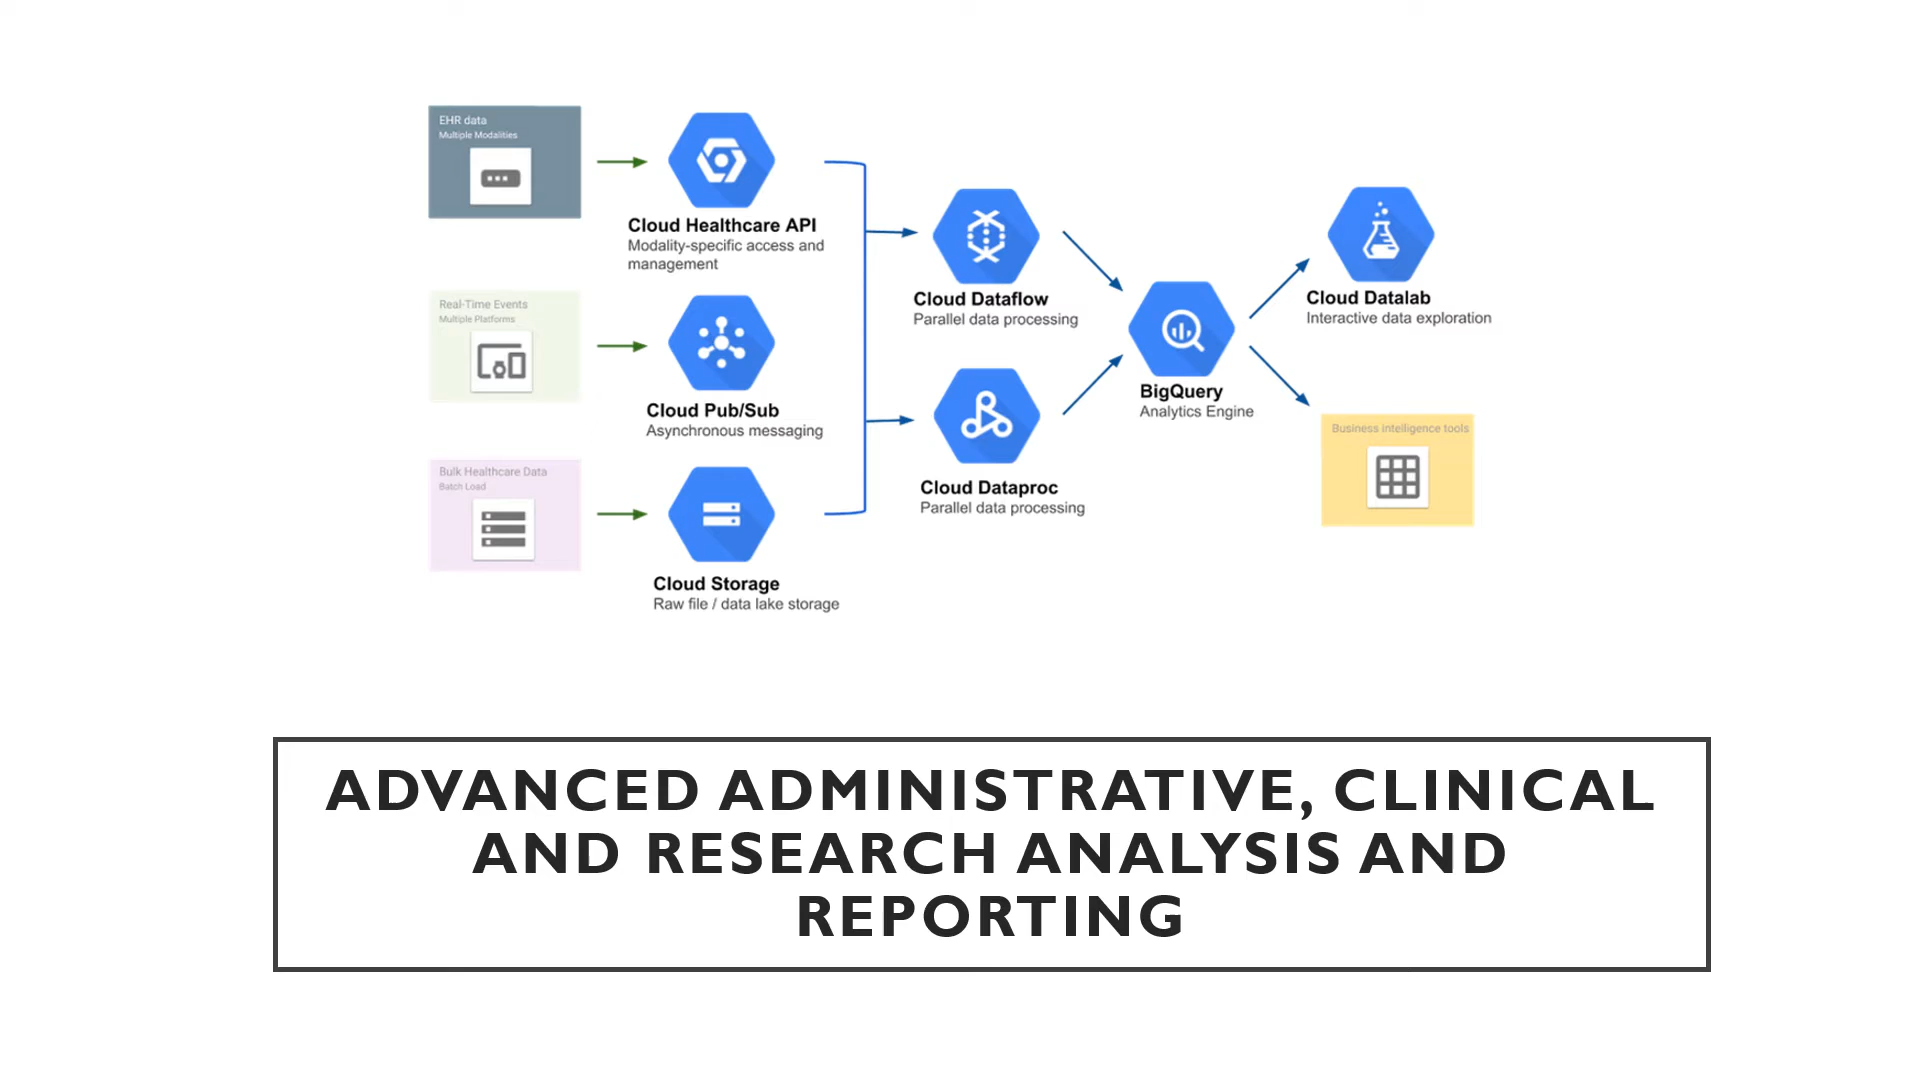 EHR data
Multiple Modalities
Cloud Healthcare API
Modality-specific access and
management
Real-Time Events
Multiple Platforms
Cloud Pub/Sub
Asynchronous messaging
Bulk Healthcare Data
Batch Load
Cloud Storage
Raw file / data lake storage
Cloud Dataflow
Parallel data processing
Cloud Dataproc
Parallel data processing
BigQuery
Analytics Engine
Cloud Datalab
Interactive data exploration
Business intelligence tools
ADVANCED ADMINISTRATIVE, CLINICAL
AND RESEARCH ANALYSIS AND
REPORTING